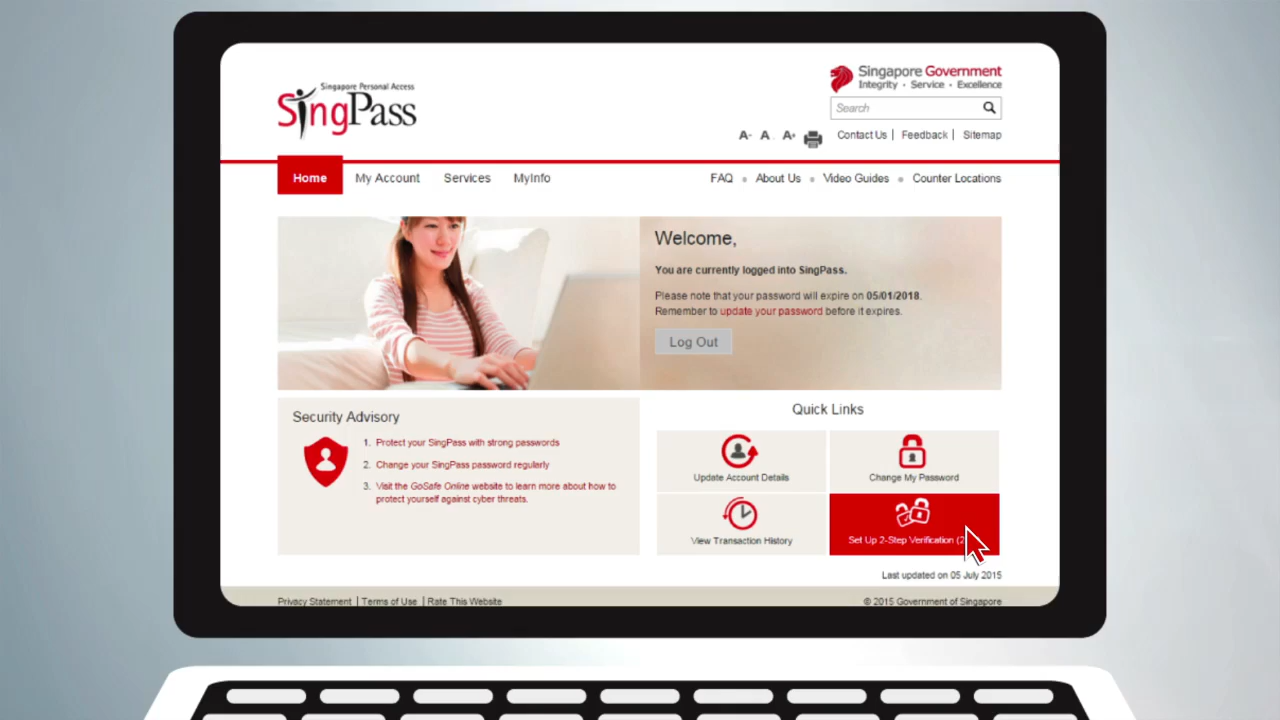 Singapore Personal Access
SingPass
Singapore Government
Integrity · Service · Excellence
Search
A- A A+ Contact Us | Feedback | Sitemap
Home My Account Services MyInfo FAQ • About Us • Video Guides • Counter Locations
Welcome,
You are currently logged into SingPass.
Please note that your password will expire on 05/01/2018.
Remember to update your password before it expires.
Log Out
Security Advisory
1. Protect your SingPass with strong passwords
2. Change your SingPass password regularly
3. Visit the GoSafe Online website to learn more about how to
protect yourself against cyber threats.
Quick Links
Update Account Details
Change My Password
View Transaction History
Set Up 2-Step Verification (2
Last updated on 05 July 2015
Privacy Statement | Terms of Use | Rate This Website
© 2015 Government of Singapore